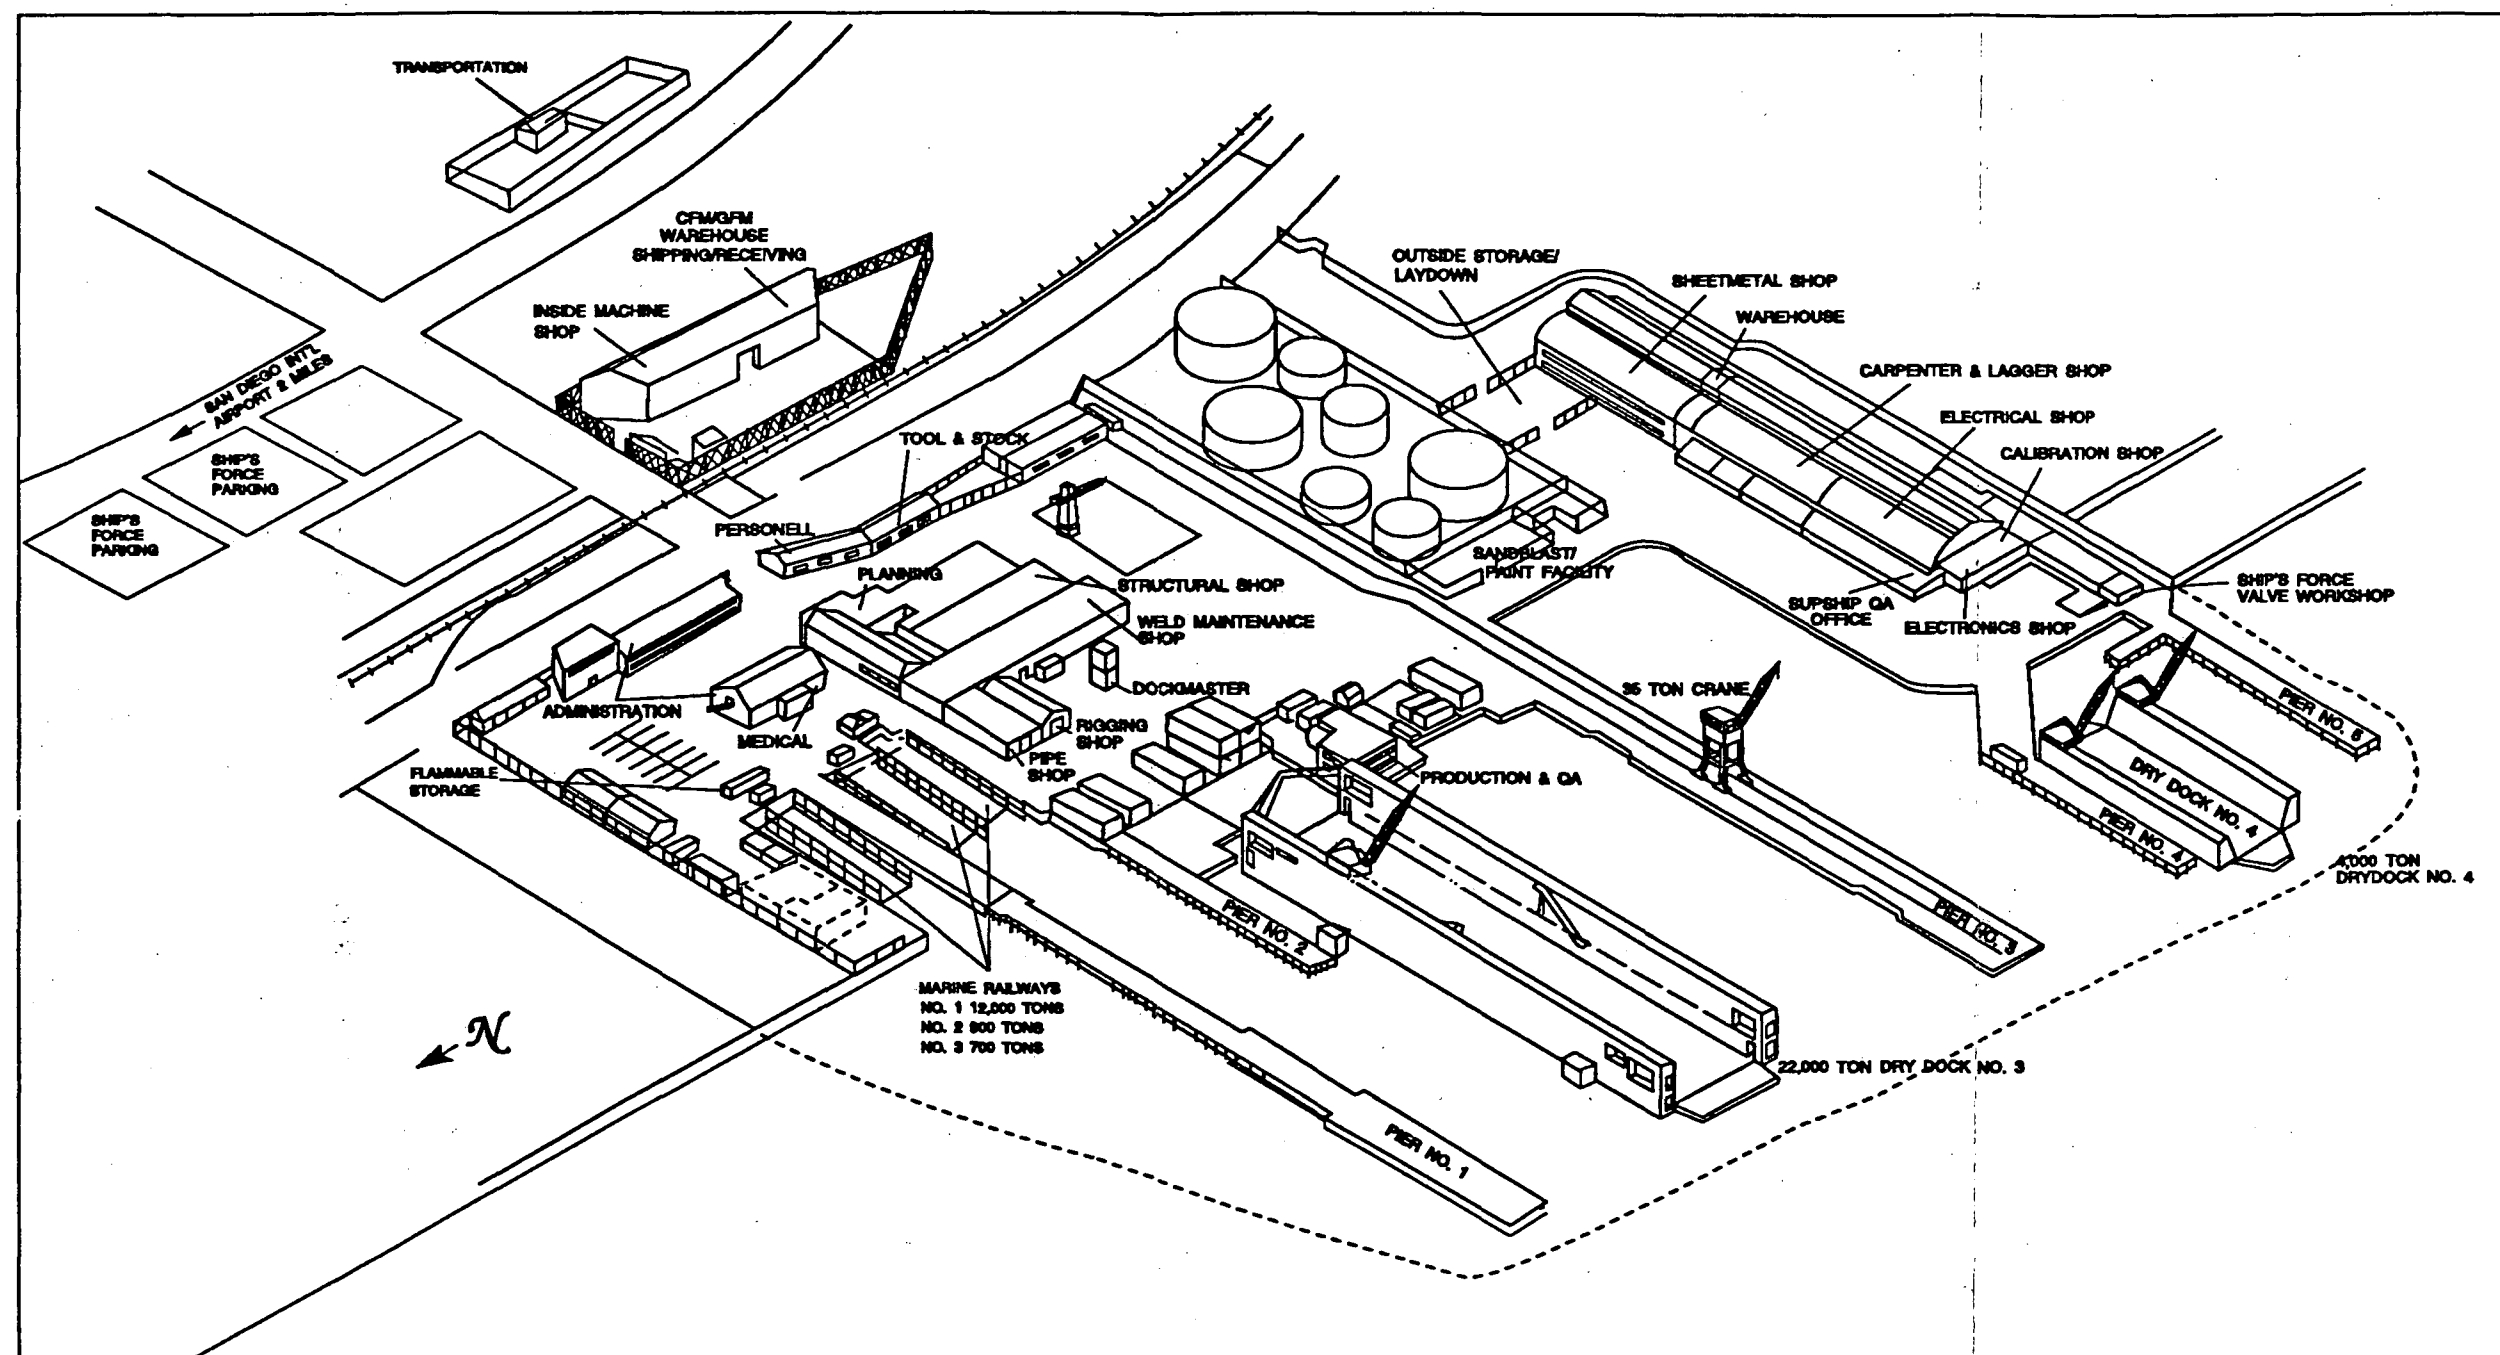 TRANSPORTATION
CFM/GFM
WAREHOUSE
SHIPPING/RECEIVING
INSIDE MACHINE
SHOP
SAN DIEGO INT'L
AIRPORT 2 MILES
SHIP'S
FORCE
PARKING
SHIP'S
FORCE
PARKING
TOOL & STOCK
PERSONELL
PLANNING
STRUCTURAL SHOP
WELD MAINTENANCE
SHOP
DOCKMASTER
RIGGING
SHOP
PIPE
SHOP
ADMINISTRATION
MEDICAL
FLAMMABLE
STORAGE
OUTSIDE STORAGE/
LAYDOWN
SHEETMETAL SHOP
WAREHOUSE
CARPENTER & LAGGER SHOP
ELECTRICAL SHOP
CALIBRATION SHOP
SANDBLAST/
PAINT FACILITY
SUPSHIP QA
OFFICE
ELECTRONICS SHOP
SHIP'S FORCE
VALVE WORKSHOP
35 TON CRANE
PRODUCTION & QA
PIER NO. 5
DRY DOCK NO. 4
PIER NO. 4
4,000 TON
DRYDOCK NO. 4
PIER NO. 3
PIER NO. 2
22,000 TON DRY DOCK NO. 3
PIER NO. 1
MARINE RAILWAYS
NO. 1 12,000 TONS
NO. 2 900 TONS
NO. 3 700 TONS
N